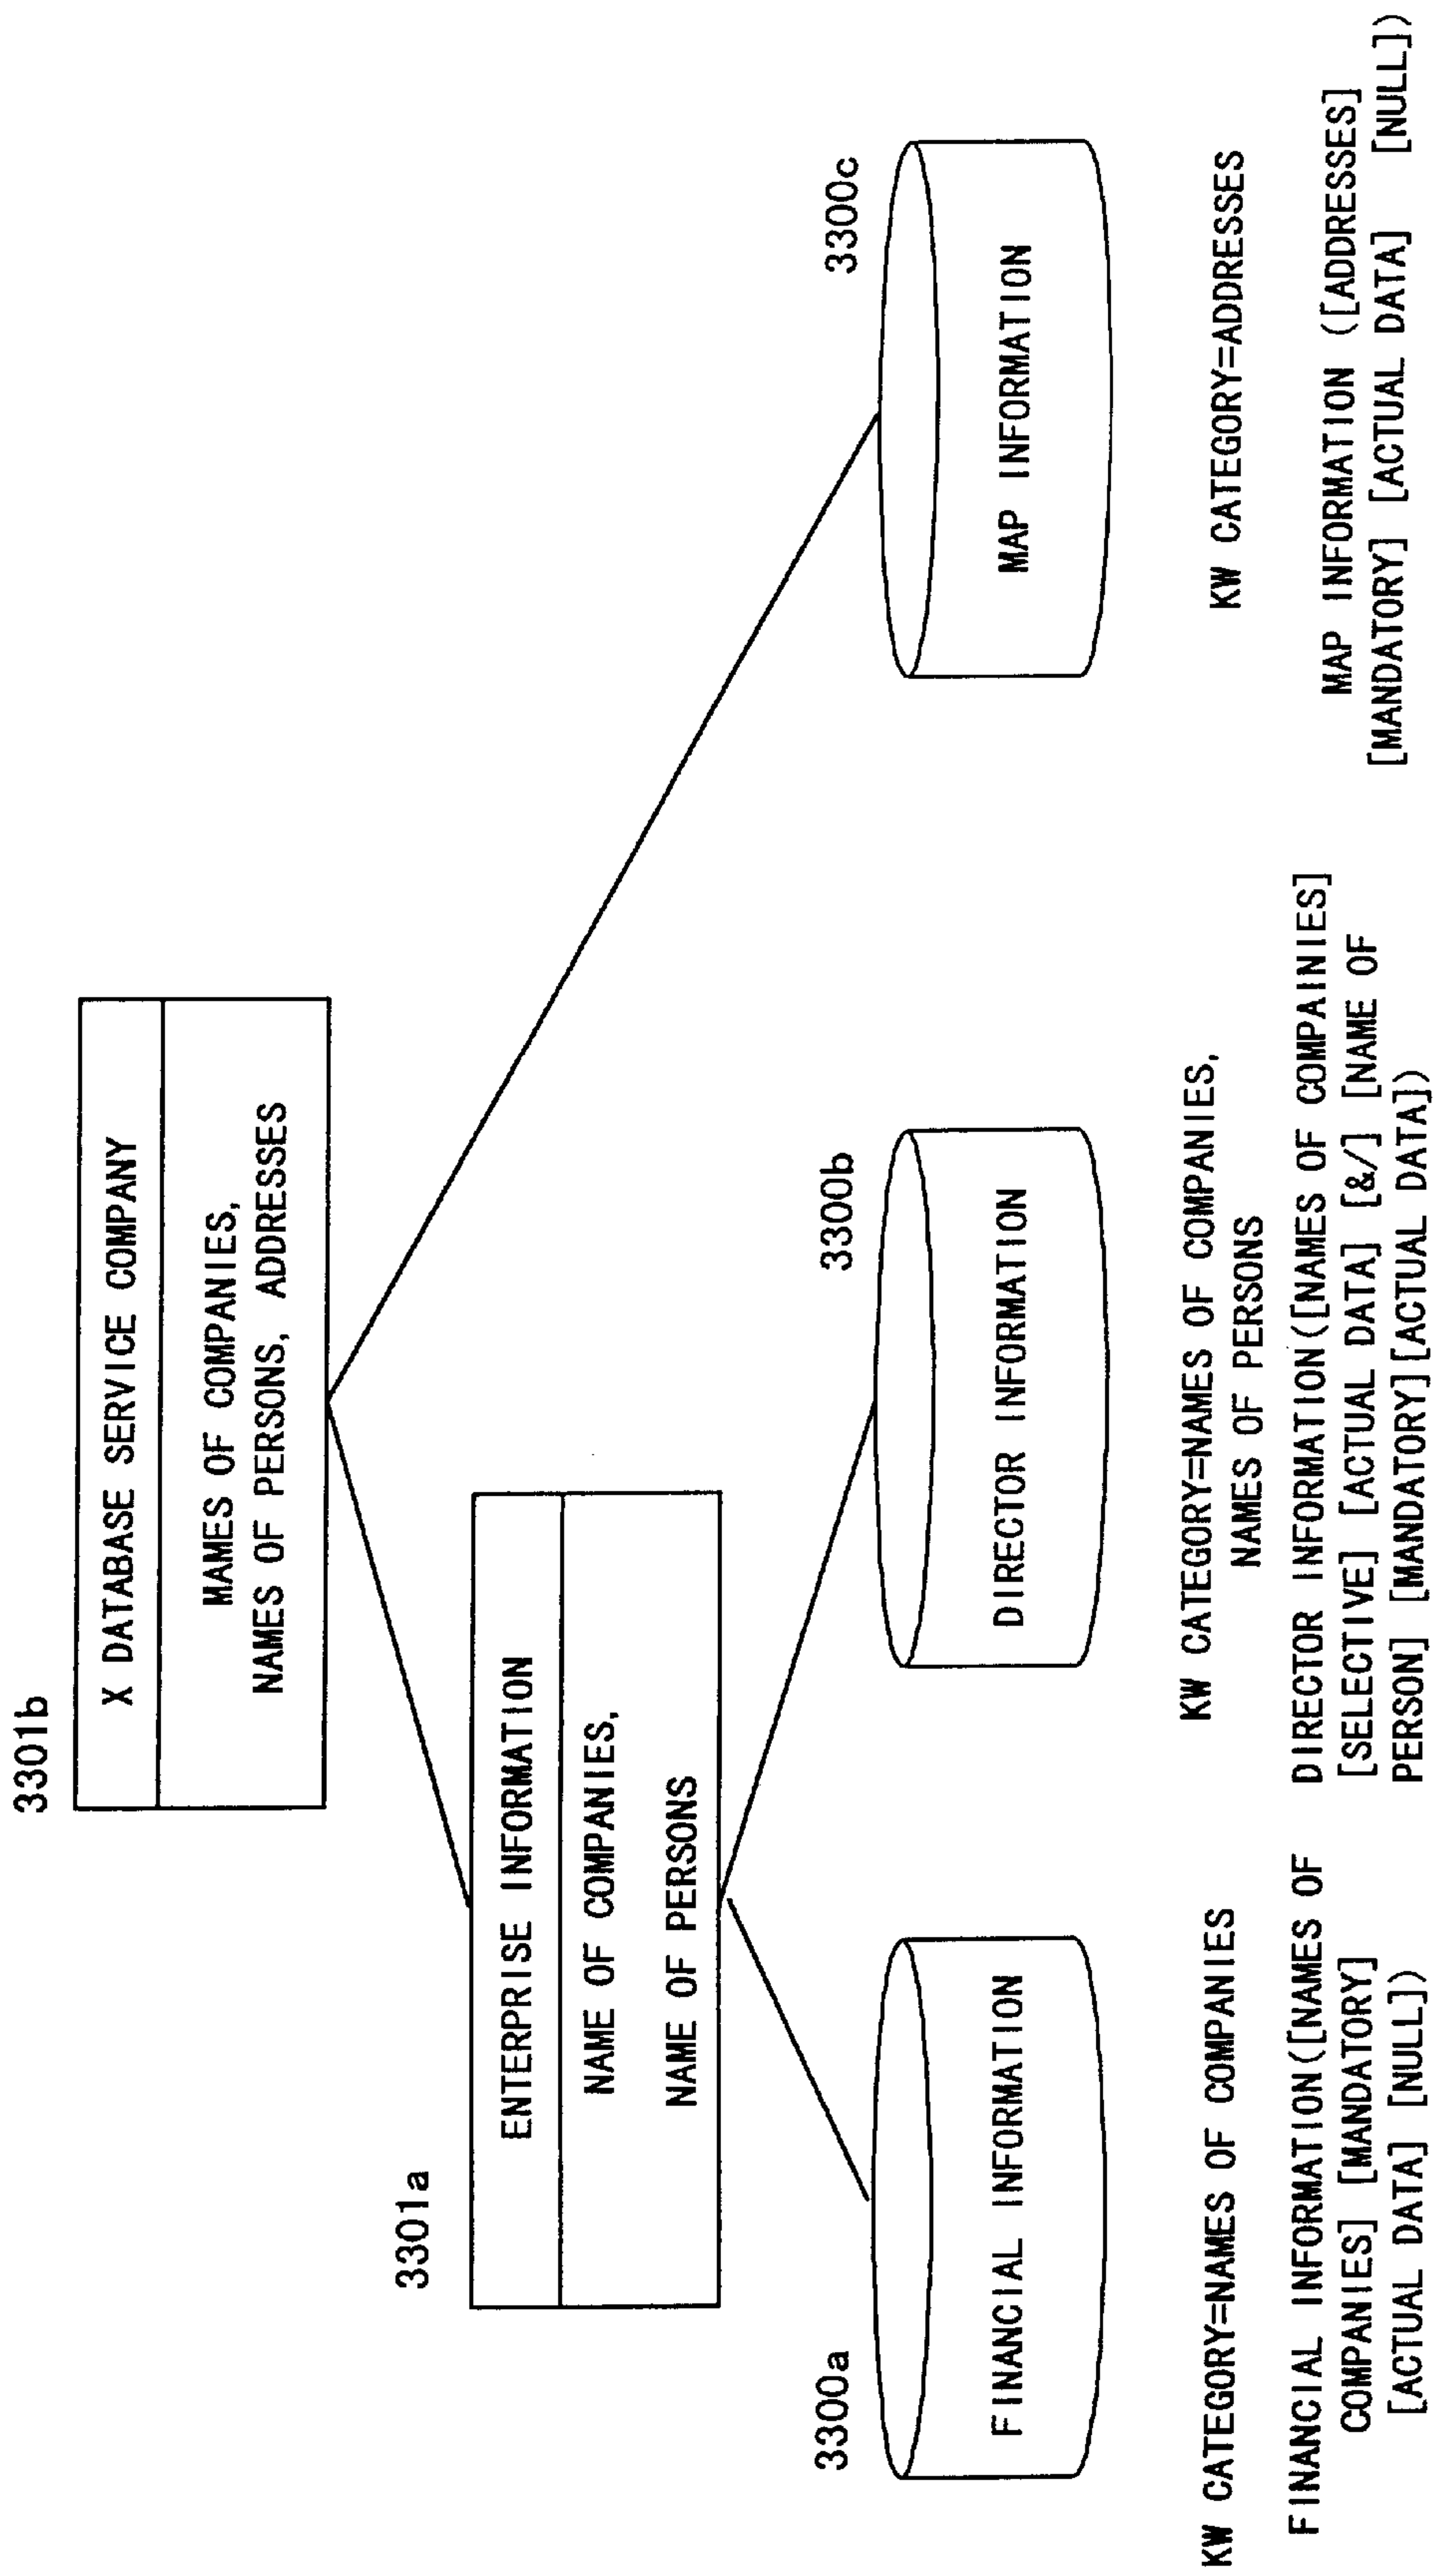 3301b
X DATABASE SERVICE COMPANY
MAMES OF COMPANIES,
NAMES OF PERSONS, ADDRESSES
3301a
ENTERPRISE INFORMATION
NAME OF COMPANIES,
NAME OF PERSONS
3300a
FINANCIAL INFORMATION
KW CATEGORY=NAMES OF COMPANIES
FINANCIAL INFORMATION([NAMES OF
COMPANIES] [MANDATORY]
[ACTUAL DATA] [NULL])
3300b
DIRECTOR INFORMATION
KW CATEGORY=NAMES OF COMPANIES,
NAMES OF PERSONS
DIRECTOR INFORMATION([NAMES OF COMPAINIES]
[SELECTIVE] [ACTUAL DATA] [&/] [NAME OF
PERSON] [MANDATORY][ACTUAL DATA])
3300c
MAP INFORMATION
KW CATEGORY=ADDRESSES
MAP INFORMATION ([ADDRESSES]
[MANDATORY] [ACTUAL DATA] [NULL])